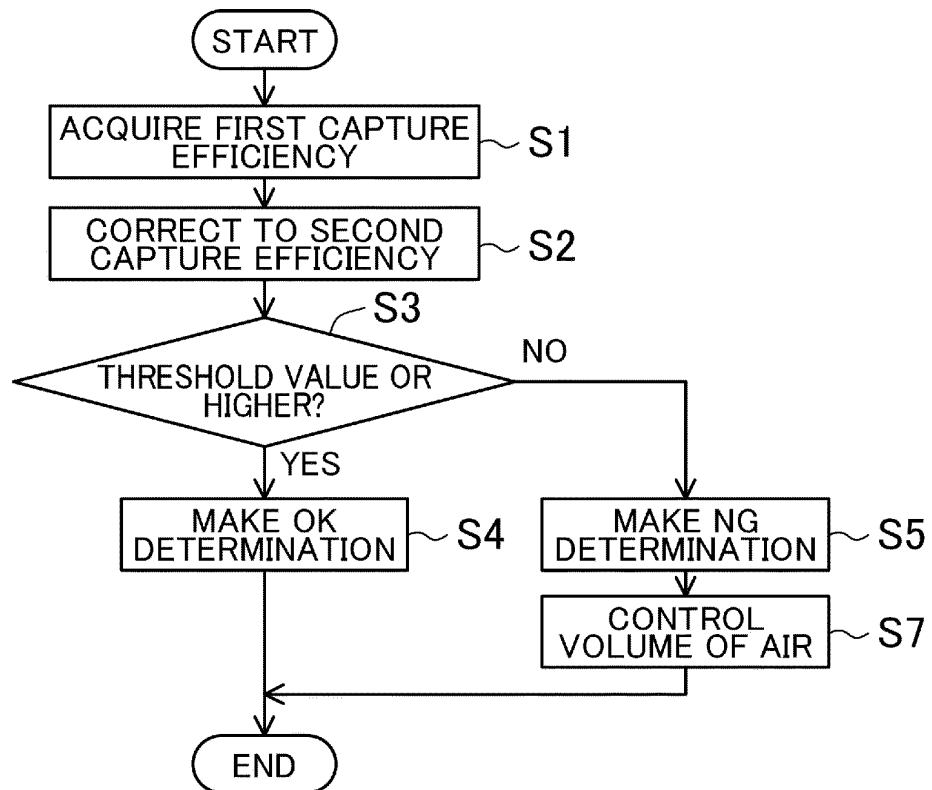 START
ACQUIRE FIRST CAPTURE
EFFICIENCY
S1
CORRECT TO SECOND
CAPTURE EFFICIENCY
S2
S3
THRESHOLD VALUE OR
HIGHER?
NO
YES
MAKE OK
DETERMINATION
S4
MAKE NG
DETERMINATION
S5
CONTROL
VOLUME OF AIR
S7
END